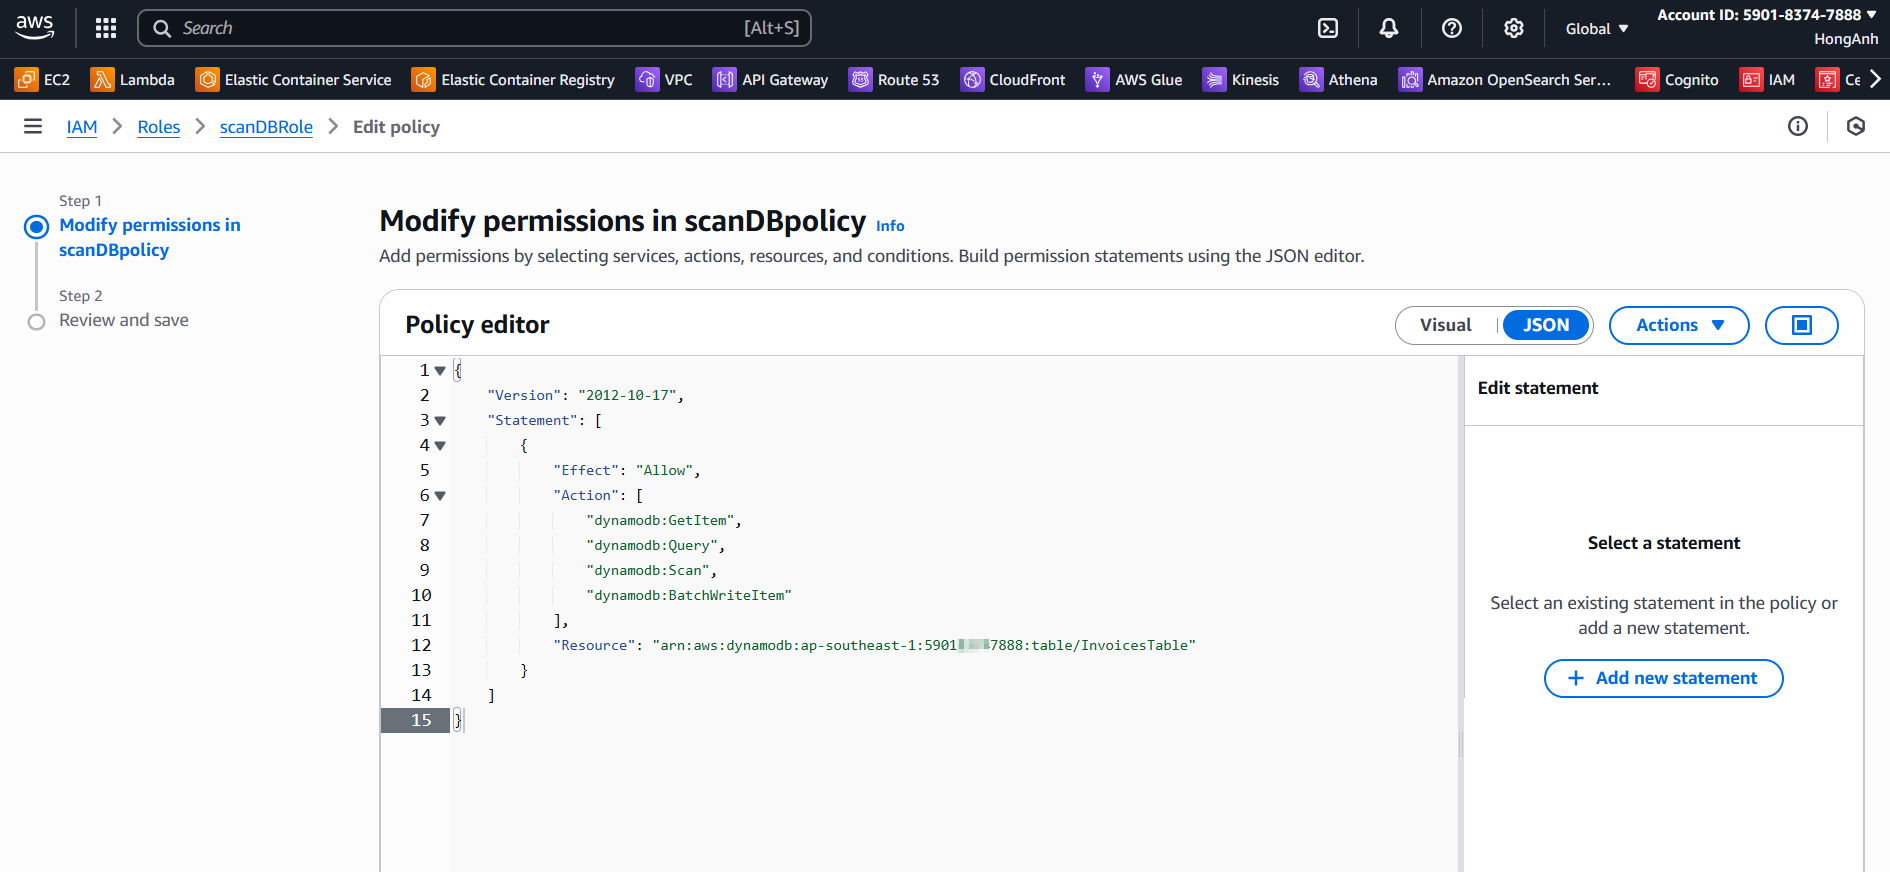 aws
Search [Alt+S]
Global
Account ID: 5901-8374-7888
HongAnh
EC2 Lambda Elastic Container Service Elastic Container Registry VPC API Gateway Route 53 CloudFront AWS Glue Kinesis Athena Amazon OpenSearch Ser... Cognito IAM Ce
IAM Roles scanDBRole Edit policy
Step 1
Modify permissions in
scanDBpolicy
Step 2
Review and save
Modify permissions in scanDBpolicy Info
Add permissions by selecting services, actions, resources, and conditions. Build permission statements using the JSON editor.
Policy editor
Visual JSON Actions
1 {
2 "Version": "2012-10-17",
3 "Statement": [
4 {
5 "Effect": "Allow",
6 "Action": [
7 "dynamodb:GetItem",
8 "dynamodb:Query",
9 "dynamodb:Scan",
10 "dynamodb:BatchWriteItem"
11 ],
12 "Resource": "arn:aws:dynamodb:ap-southeast-1:5901 7888:table/InvoicesTable"
13 }
14 ]
15 }
Edit statement
Select a statement
Select an existing statement in the policy or
add a new statement.
+ Add new statement